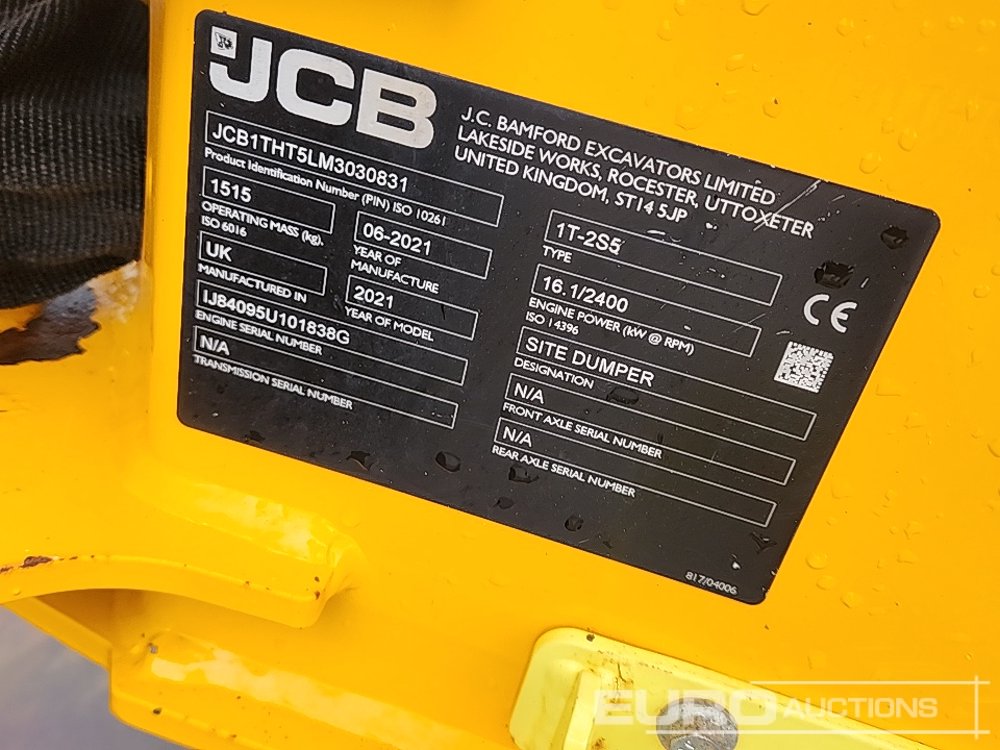 JCB
J.C. BAMFORD EXCAVATORS LIMITED
LAKESIDE WORKS, ROCESTER, UTTOXETER
UNITED KINGDOM, ST14 5JP
JCB1THT5LM3030831
Product Identification Number (PIN) ISO 10261
1515
OPERATING MASS (kg).
ISO 6016
06-2021
YEAR OF
MANUFACTURE
UK
MANUFACTURED IN
2021
YEAR OF MODEL
IJ84095U101838G
ENGINE SERIAL NUMBER
N/A
TRANSMISSION SERIAL NUMBER
1T-2S5
TYPE
16.1/2400
ENGINE POWER (kW @ RPM)
ISO 14396
SITE DUMPER
DESIGNATION
N/A
FRONT AXLE SERIAL NUMBER
N/A
REAR AXLE SERIAL NUMBER
CE
817/04006
EURO AUCTIONS